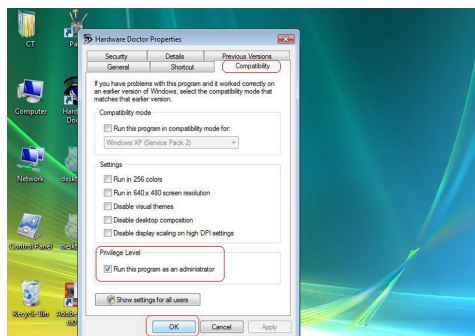 CT
Computer
Network
Control Panel
Recycle Bin
Hardware Doctor Properties
Security
Details
Previous Versions
General
Shortcut
Compatibility
If you have problems with this program and it worked correctly on
an earlier version of Windows, select the compatibility mode that
matches that earlier version.
Compatibility mode
Run this program in compatibility mode for:
Windows XP (Service Pack 2)
Settings
Run in 256 colors
Run in 640 x 480 screen resolution
Disable visual themes
Disable desktop composition
Disable display scaling on high DPI settings
Privilege Level
Run this program as an administrator
Show settings for all users
OK
Cancel
Apply